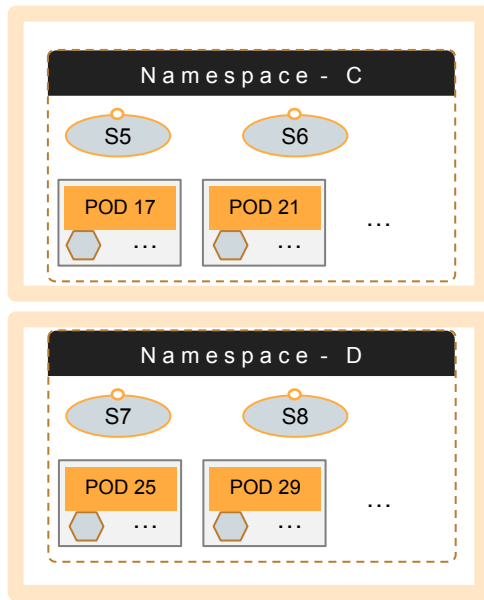 Namespace - C
S5 S6
POD 17 POD 21
... ... ...
Namespace - D
S7 S8
POD 25 POD 29
... ... ...